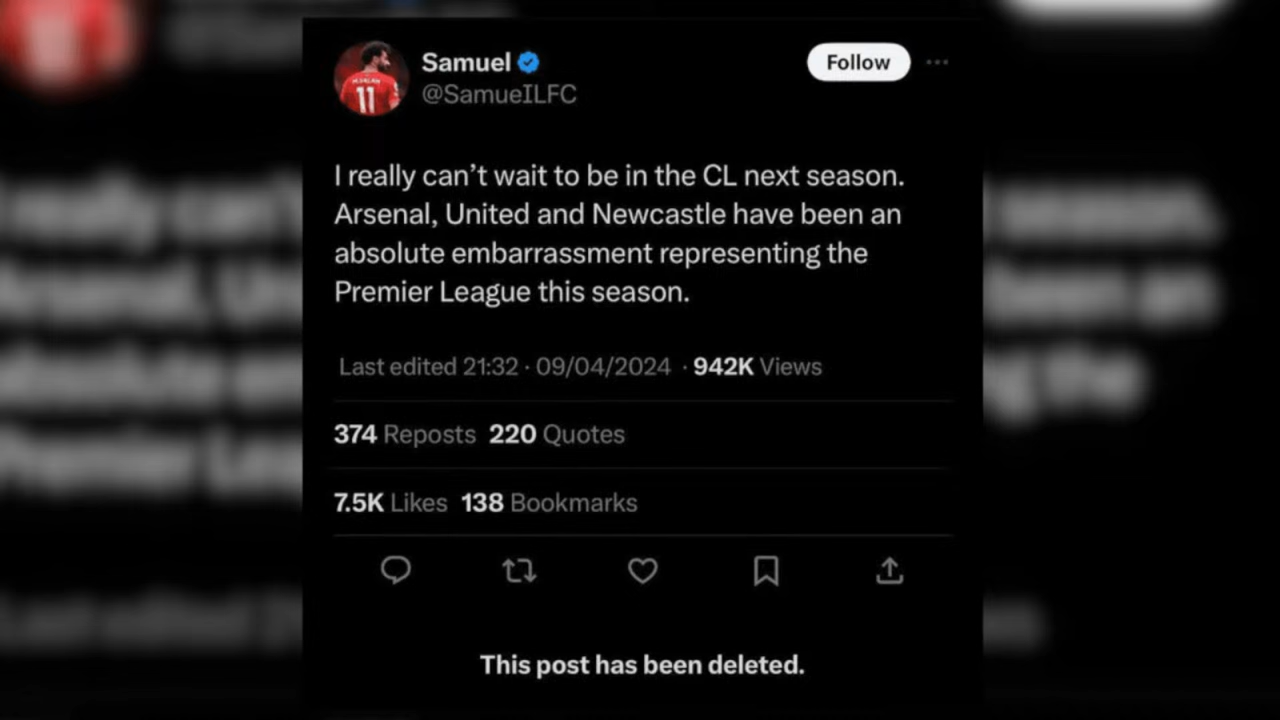 Samuel
@SamueILFC
Follow
M.SALAH
11
I really can’t wait to be in the CL next season.
Arsenal, United and Newcastle have been an
absolute embarrassment representing the
Premier League this season.
Last edited 21:32 · 09/04/2024 · 942K Views
374 Reposts 220 Quotes
7.5K Likes 138 Bookmarks
This post has been deleted.